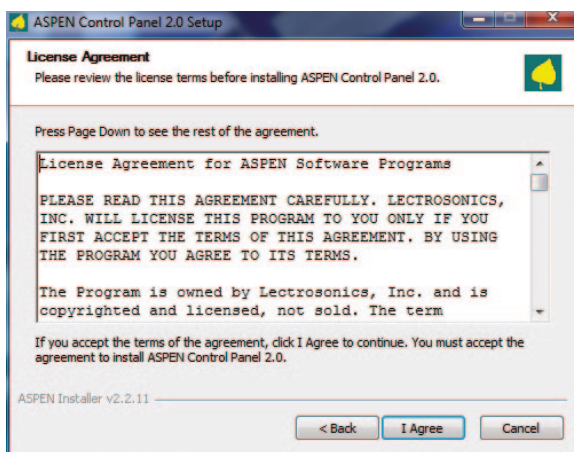 ASPEN Control Panel 2.0 Setup
License Agreement
Please review the license terms before installing ASPEN Control Panel 2.0.
Press Page Down to see the rest of the agreement.
License Agreement for ASPEN Software Programs
PLEASE READ THIS AGREEMENT CAREFULLY. LECTROSONICS,
INC. WILL LICENSE THIS PROGRAM TO YOU ONLY IF YOU
FIRST ACCEPT THE TERMS OF THIS AGREEMENT. BY USING
THE PROGRAM YOU AGREE TO ITS TERMS.
The Program is owned by Lectrosonics, Inc. and is
copyrighted and licensed, not sold. The term
If you accept the terms of the agreement, click I Agree to continue. You must accept the
agreement to install ASPEN Control Panel 2.0.
ASPEN Installer v2.2.11
< Back I Agree Cancel